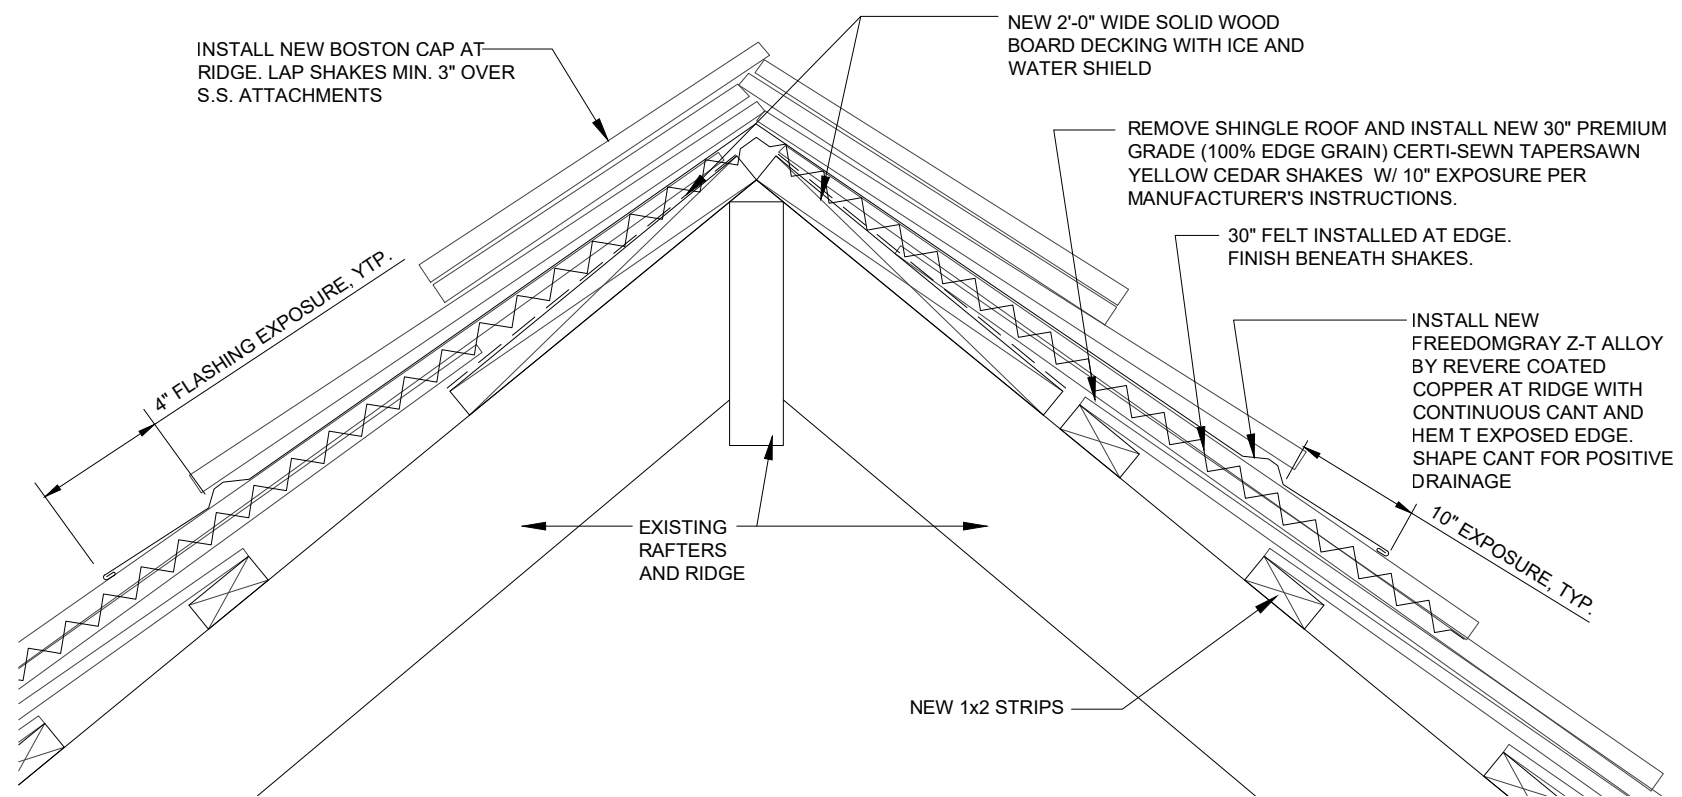 INSTALL NEW BOSTON CAP AT
RIDGE. LAP SHAKES MIN. 3" OVER
S.S. ATTACHMENTS
NEW 2'-0" WIDE SOLID WOOD
BOARD DECKING WITH ICE AND
WATER SHIELD
REMOVE SHINGLE ROOF AND INSTALL NEW 30" PREMIUM
GRADE (100% EDGE GRAIN) CERTI-SEWN TAPERSAWN
YELLOW CEDAR SHAKES W/ 10" EXPOSURE PER
MANUFACTURER'S INSTRUCTIONS.
30" FELT INSTALLED AT EDGE.
FINISH BENEATH SHAKES.
INSTALL NEW
FREEDOMGRAY Z-T ALLOY
BY REVERE COATED
COPPER AT RIDGE WITH
CONTINUOUS CANT AND
HEM T EXPOSED EDGE.
SHAPE CANT FOR POSITIVE
DRAINAGE
4" FLASHING EXPOSURE, YTP.
10" EXPOSURE, TYP.
EXISTING
RAFTERS
AND RIDGE
NEW 1x2 STRIPS